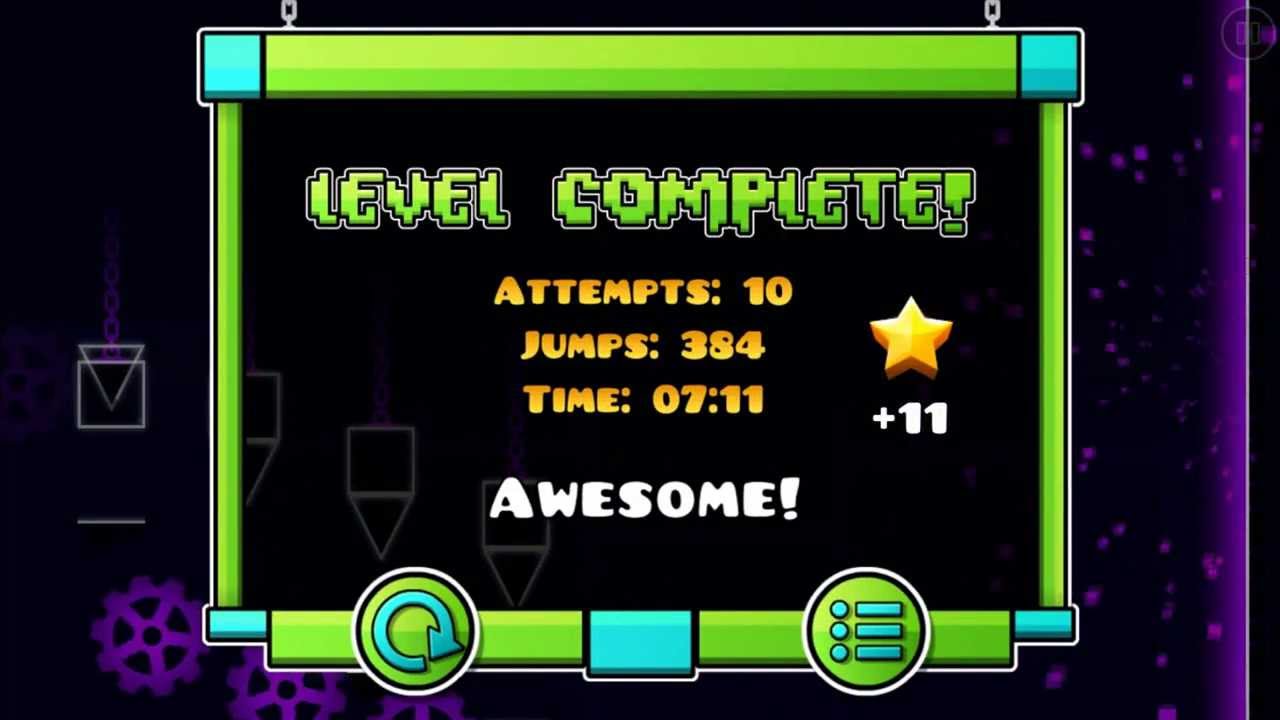 LEVEL COMPLETE!
ATTEMPTS: 10
JUMPS: 384
TIME: 07:11
+11
AWESOME!